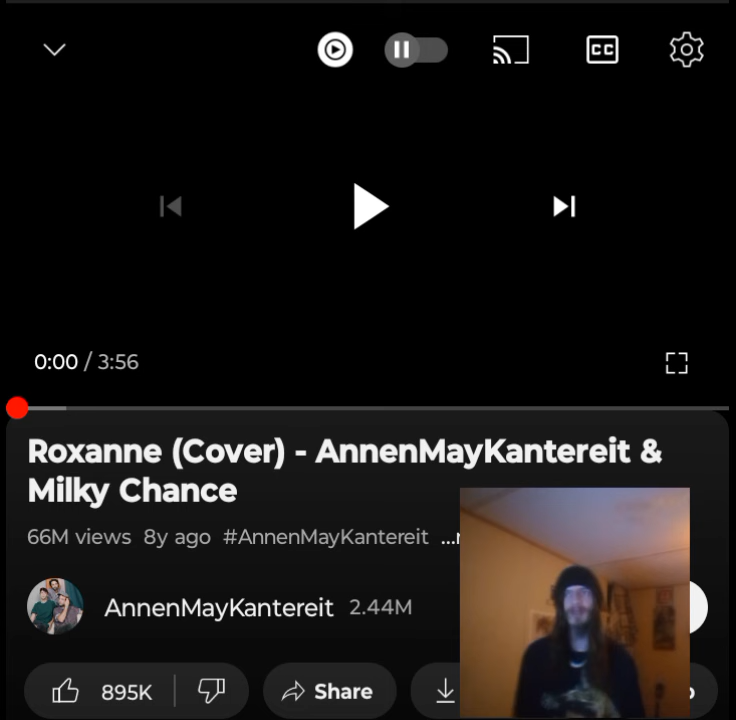 CC
0:00 / 3:56
Roxanne (Cover) - AnnenMayKantereit &
Milky Chance
66M views 8y ago #AnnenMayKantereit ...
AnnenMayKantereit 2.44M
895K Share